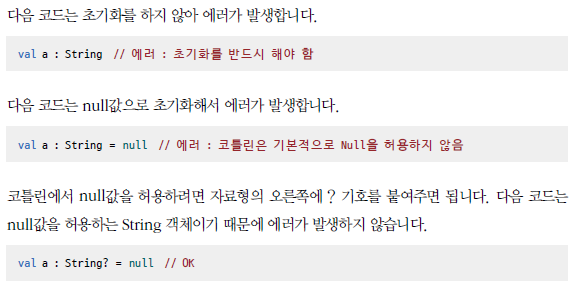 다음 코드는 초기화를 하지 않아 에러가 발생합니다.
val a : String // 에러 : 초기화를 반드시 해야 함
다음 코드는 null값으로 초기화해서 에러가 발생합니다.
val a : String = null // 에러 : 코틀린은 기본적으로 Null을 허용하지 않음
코틀린에서 null값을 허용하려면 자료형의 오른쪽에 ? 기호를 붙여주면 됩니다. 다음 코드는
null값을 허용하는 String 객체이기 때문에 에러가 발생하지 않습니다.
val a : String? = null // OK